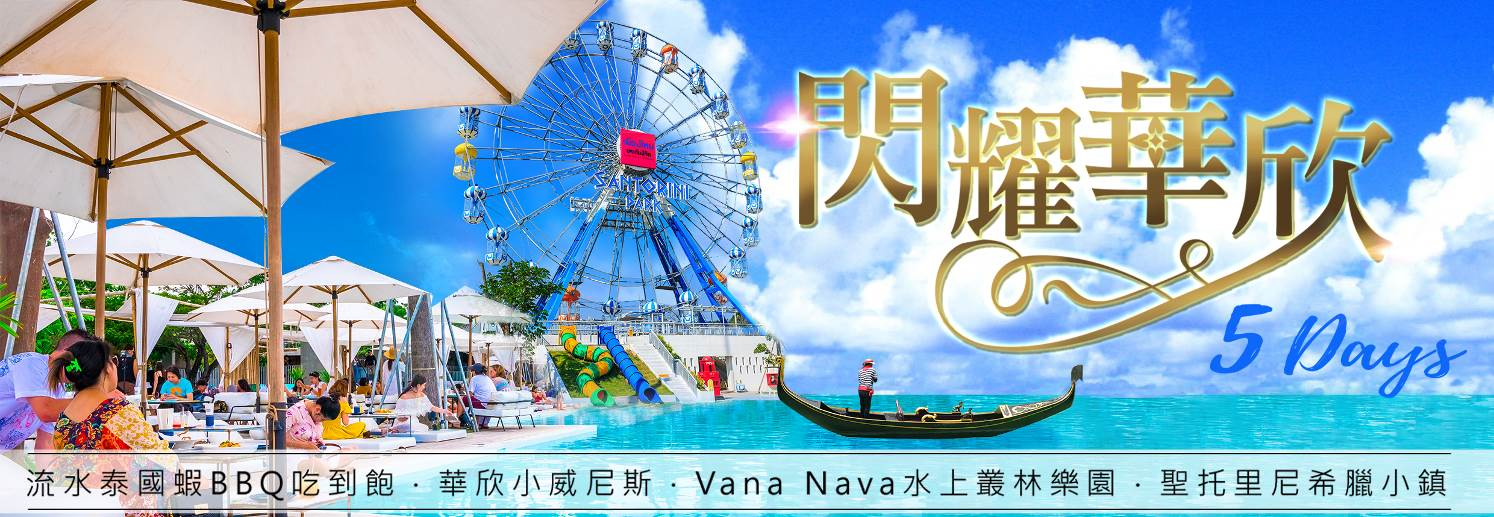 SANTORINI
PARK
閃耀華欣
5 Days
流水泰國蝦BBQ吃到飽．華欣小威尼斯．Vana Nava水上叢林樂園．聖托里尼希臘小鎮